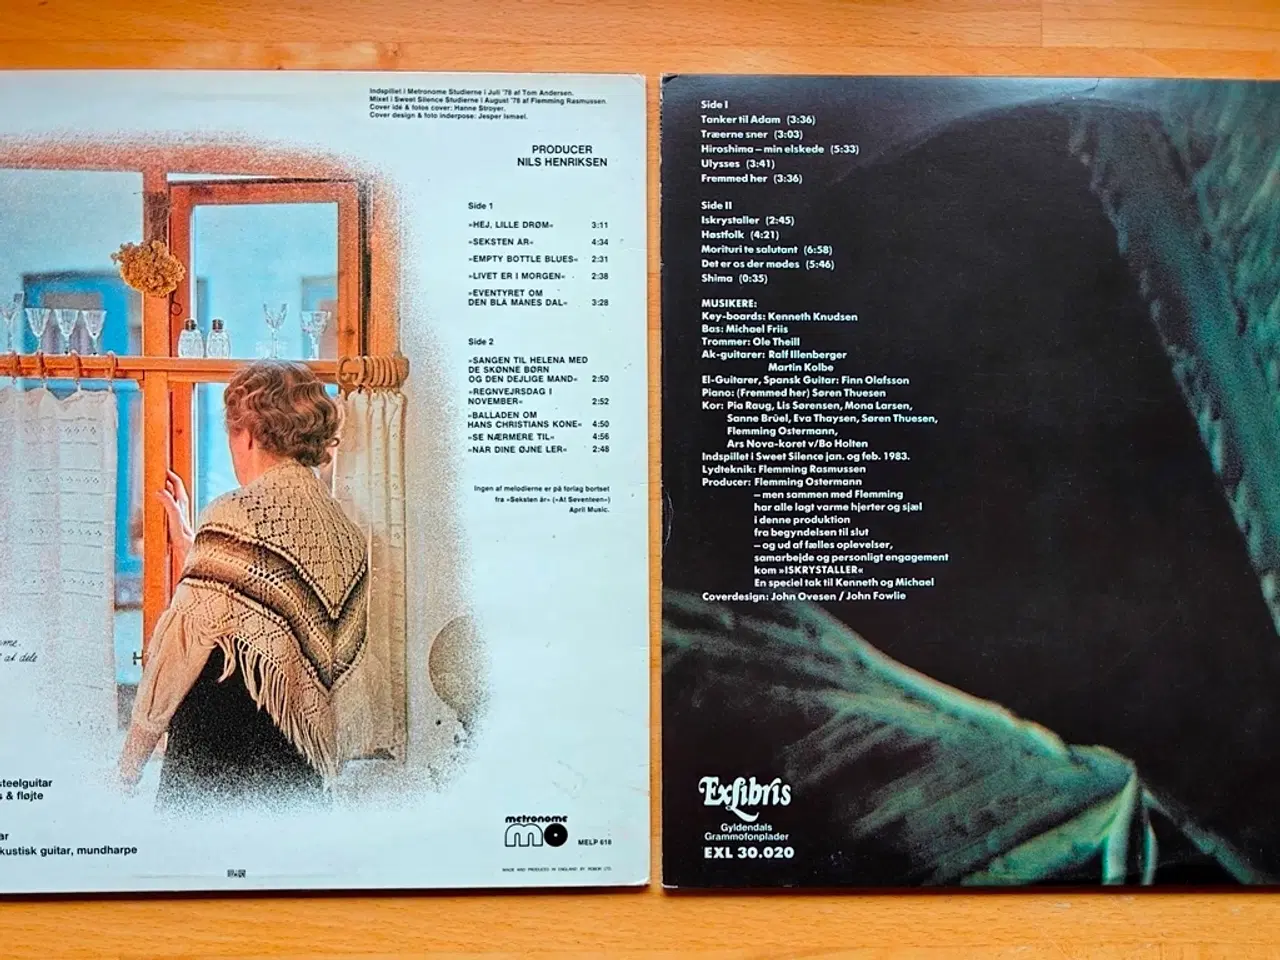 Indspillet i Metronome Studierne i Juli '78 af Tom Andersen.
Mixet i Sweet Silence Studierne i August '78 af Flemming Rasmussen.
Cover idé & fotos cover: Hanne Strøyer.
Cover design & foto inderpose: Jesper Ismael.
PRODUCER
NILS HENRIKSEN
Side 1
»HEJ, LILLE DRØM« 3:11
»SEKSTEN ÅR« 4:34
»EMPTY BOTTLE BLUES« 2:31
»LIVET ER I MORGEN« 2:38
»EVENTYRET OM
DEN BLÅ MÅNES DAL« 3:28
Side 2
»SANGEN TIL HELENA MED
DE SKØNNE BØRN
OG DEN DEJLIGE MAND« 2:50
»REGNVEJRSDAG I
NOVEMBER« 2:52
»BALLADEN OM
HANS CHRISTIANS KONE« 4:50
»SE NÆRMERE TIL« 4:56
»NÅR DINE ØJNE LER« 2:48
Ingen af melodierne er på forlag bortset
fra »Seksten år« (»At Seventeen«)
April Music.
at dele
steelguitar
& fløjte
kustisk guitar, mundharpe
metronome
mo
MELP 618
MADE AND PRODUCED IN ENGLAND BY ROBOR LTD.
Side I
Tanker til Adam (3:36)
Træerne sner (3:03)
Hiroshima – min elskede (5:33)
Ulysses (3:41)
Fremmed her (3:36)
Side II
Iskrystaller (2:45)
Høstfolk (4:21)
Morituri te salutant (6:58)
Det er os der mødes (5:46)
Shima (0:35)
MUSIKERE:
Key-boards: Kenneth Knudsen
Bas: Michael Friis
Trommer: Ole Theill
Ak-guitarer: Ralf Illenberger
Martin Kolbe
El-Guitarer, Spansk Guitar: Finn Olafsson
Piano: (Fremmed her) Søren Thuesen
Kor: Pia Raug, Lis Sørensen, Mona Larsen,
Sanne Brüel, Eva Thaysen, Søren Thuesen,
Flemming Ostermann,
Ars Nova-koret v/Bo Holten
Indspillet i Sweet Silence jan. og feb. 1983.
Lydteknik: Flemming Rasmussen
Producer: Flemming Ostermann
– men sammen med Flemming
har alle lagt varme hjerter og sjæl
i denne produktion
fra begyndelsen til slut
– og ud af fælles oplevelser,
samarbejde og personligt engagement
kom »ISKRYSTALLER«
En speciel tak til Kenneth og Michael
Coverdesign: John Ovesen / John Fowlie
Exlibris
Gyldendals
Grammofonplader
EXL 30.020